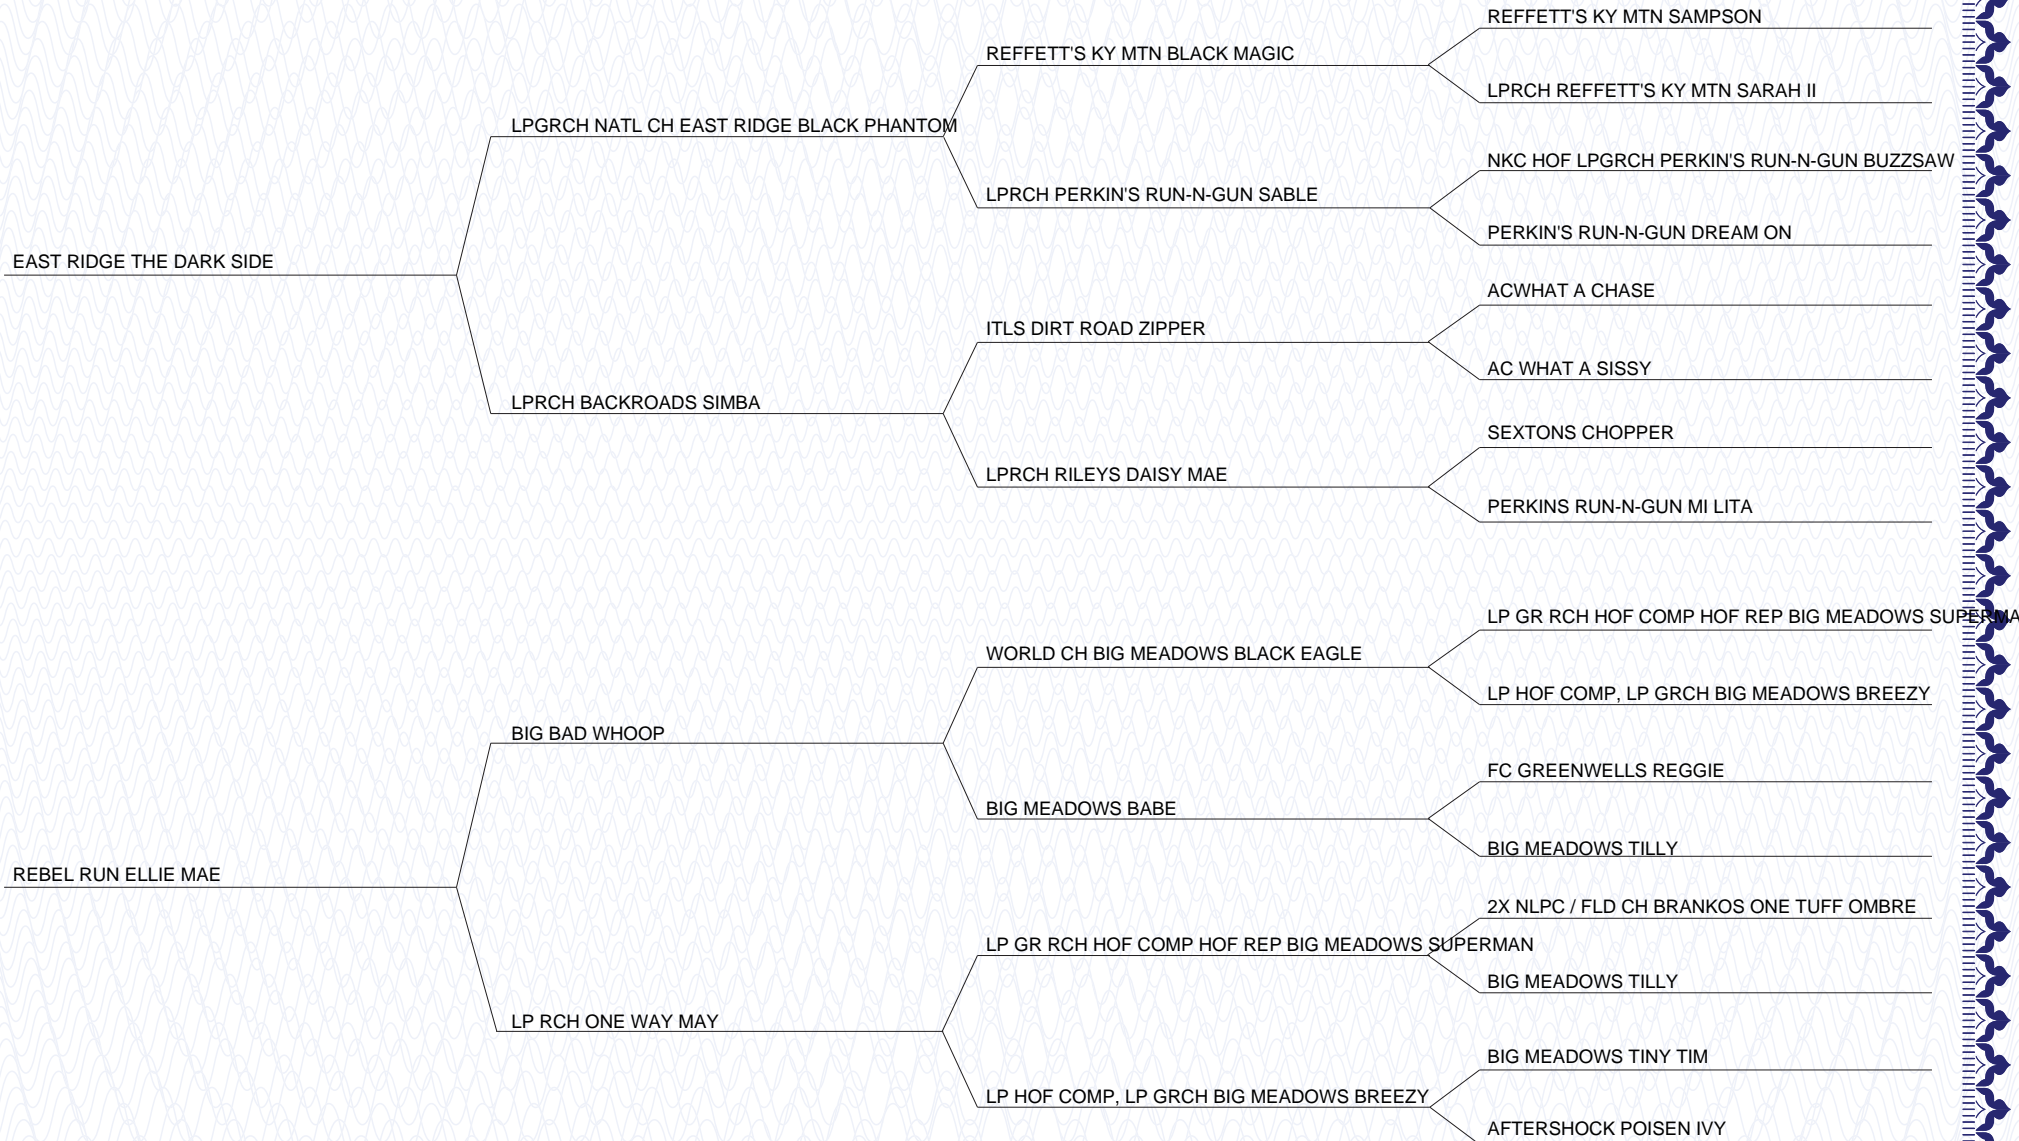 REFFETT'S KY MTN SAMPSON
REFFETT'S KY MTN BLACK MAGIC
LPRCH REFFETT'S KY MTN SARAH II
LPGRCH NATL CH EAST RIDGE BLACK PHANTOM
NKC HOF LPGRCH PERKIN'S RUN-N-GUN BUZZSAW
LPRCH PERKIN'S RUN-N-GUN SABLE
PERKIN'S RUN-N-GUN DREAM ON
EAST RIDGE THE DARK SIDE
ACWHAT A CHASE
ITLS DIRT ROAD ZIPPER
AC WHAT A SISSY
LPRCH BACKROADS SIMBA
SEXTONS CHOPPER
LPRCH RILEYS DAISY MAE
PERKINS RUN-N-GUN MI LITA
LP GR RCH HOF COMP HOF REP BIG MEADOWS SUPERMA
WORLD CH BIG MEADOWS BLACK EAGLE
LP HOF COMP, LP GRCH BIG MEADOWS BREEZY
BIG BAD WHOOP
FC GREENWELLS REGGIE
BIG MEADOWS BABE
BIG MEADOWS TILLY
REBEL RUN ELLIE MAE
2X NLPC / FLD CH BRANKOS ONE TUFF OMBRE
LP GR RCH HOF COMP HOF REP BIG MEADOWS SUPERMAN
BIG MEADOWS TILLY
LP RCH ONE WAY MAY
BIG MEADOWS TINY TIM
LP HOF COMP, LP GRCH BIG MEADOWS BREEZY
AFTERSHOCK POISEN IVY